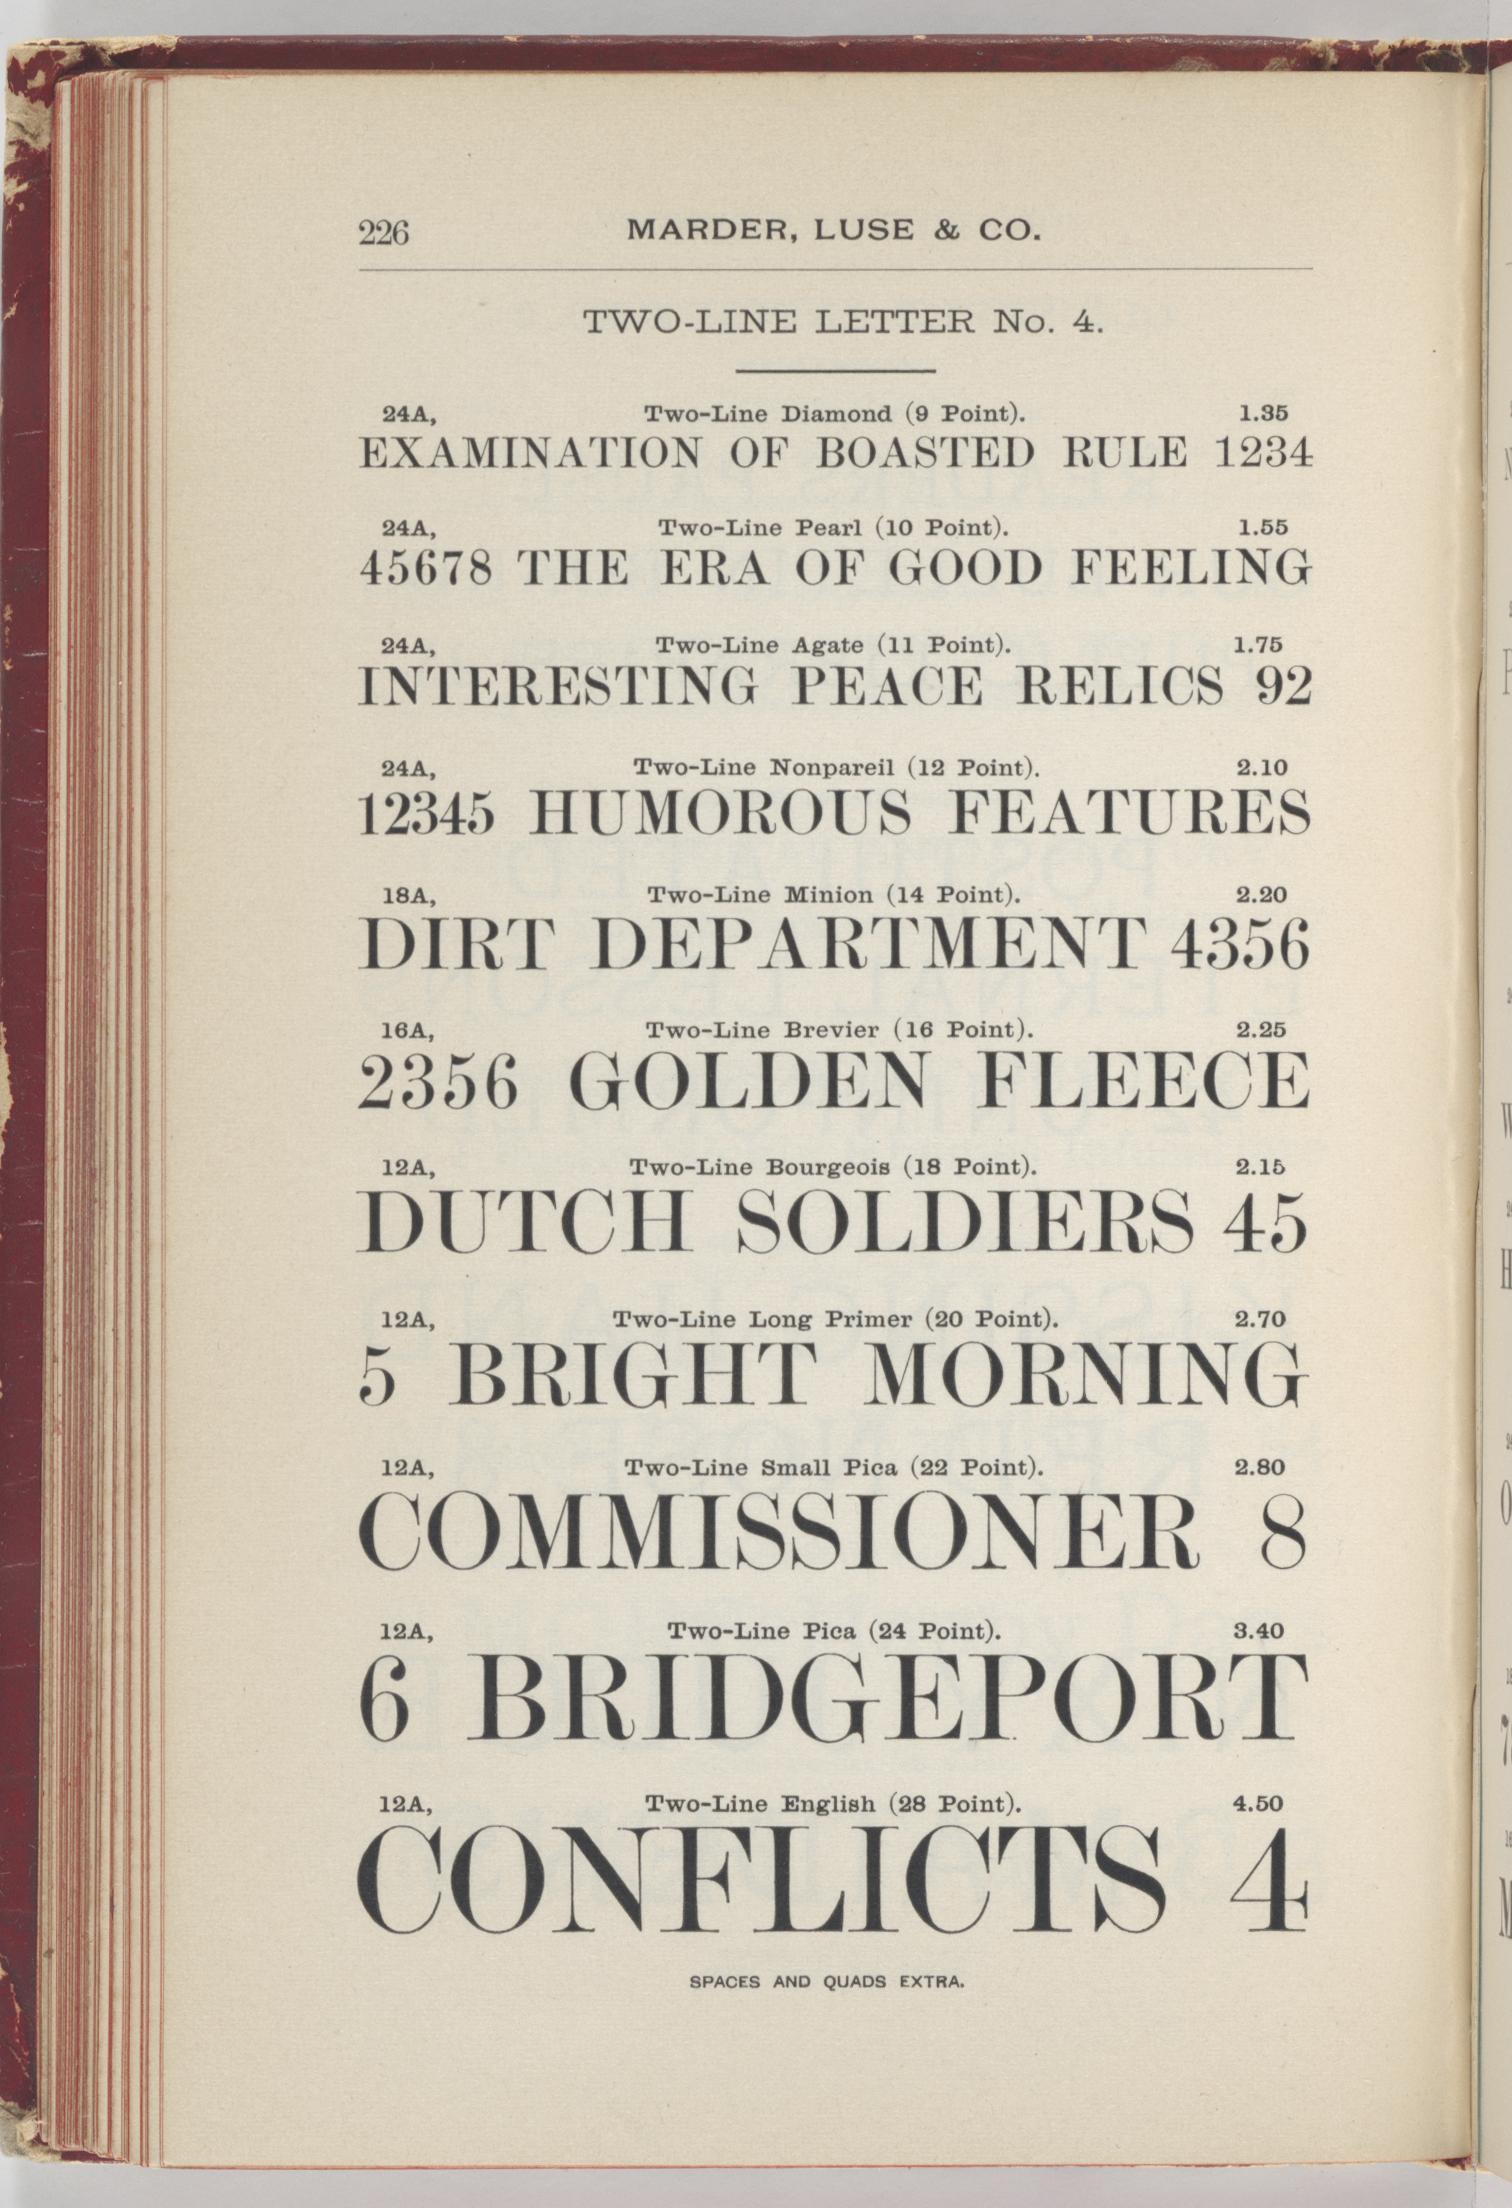 226 MARDER, LUSE & CO.
TWO-LINE LETTER No. 4.
24A, Two-Line Diamond (9 Point). 1.35
EXAMINATION OF BOASTED RULE 1234
24A, Two-Line Pearl (10 Point). 1.55
45678 THE ERA OF GOOD FEELING
24A, Two-Line Agate (11 Point). 1.75
INTERESTING PEACE RELICS 92
24A, Two-Line Nonpareil (12 Point). 2.10
12345 HUMOROUS FEATURES
18A, Two-Line Minion (14 Point). 2.20
DIRT DEPARTMENT 4356
16A, Two-Line Brevier (16 Point). 2.25
2356 GOLDEN FLEECE
12A, Two-Line Bourgeois (18 Point). 2.15
DUTCH SOLDIERS 45
12A, Two-Line Long Primer (20 Point). 2.70
5 BRIGHT MORNING
12A, Two-Line Small Pica (22 Point). 2.80
COMMISSIONER 8
12A, Two-Line Pica (24 Point). 3.40
6 BRIDGEPORT
12A, Two-Line English (28 Point). 4.50
CONFLICTS 4
SPACES AND QUADS EXTRA.